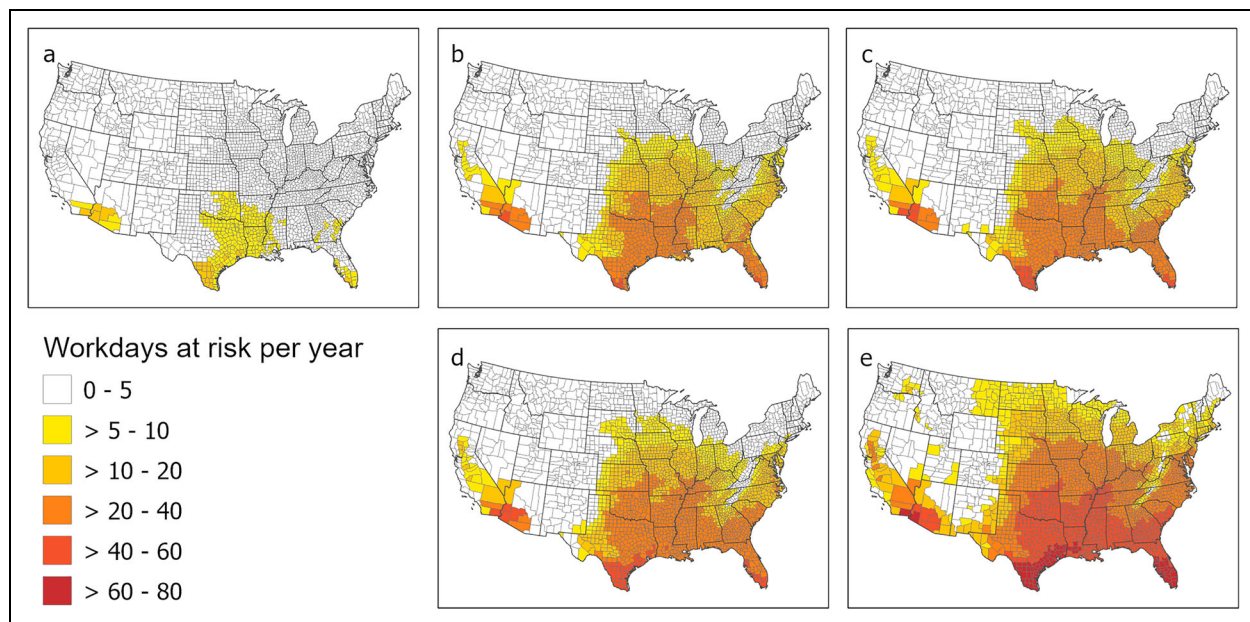 a
b
c
Workdays at risk per year
0 - 5
> 5 - 10
> 10 - 20
> 20 - 40
> 40 - 60
> 60 - 80
d
e